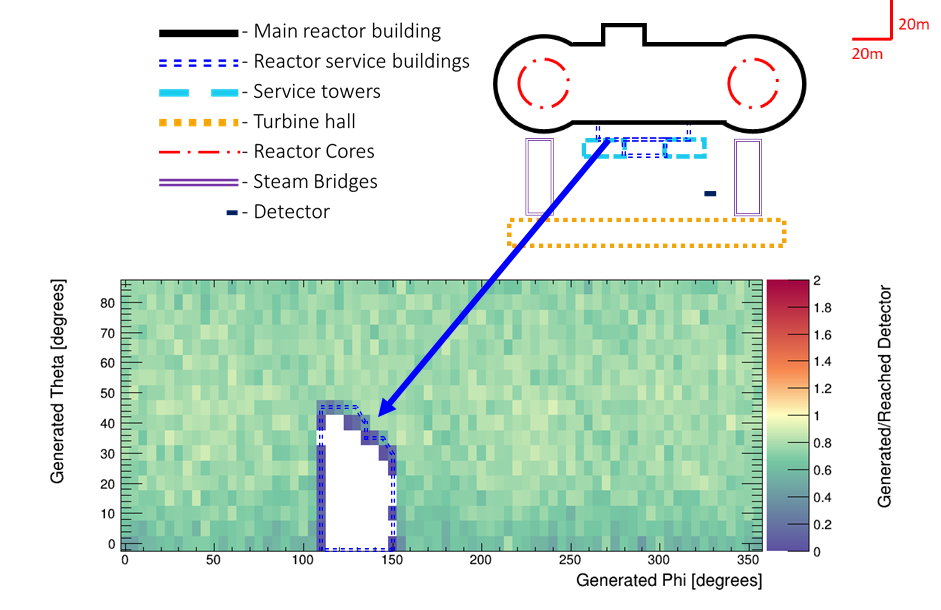 - Main reactor building
- Reactor service buildings
- Service towers
- Turbine hall
- Reactor Cores
- Steam Bridges
- Detector
20m
20m
Generated Theta [degrees]
80
70
60
50
40
30
20
10
0
0 50 100 150 200 250 300 350
Generated Phi [degrees]
2
1.8
1.6
1.4
1.2
1
0.8
0.6
0.4
0.2
0
Generated/Reached Detector